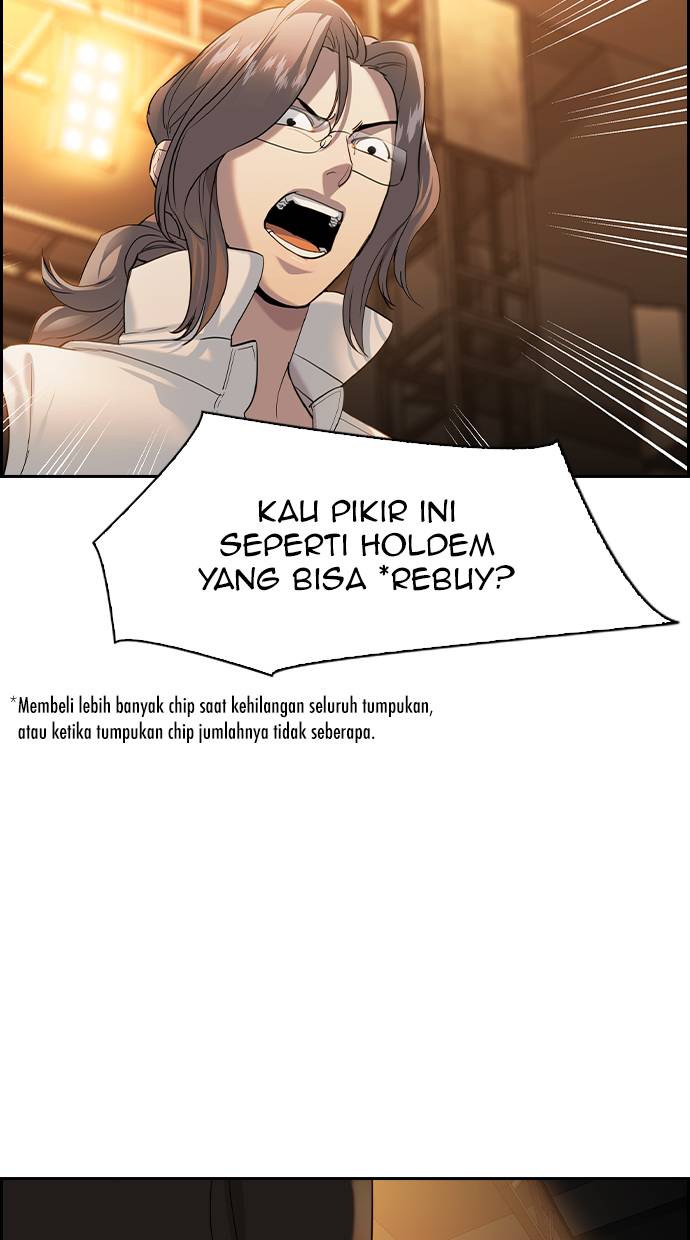 KAU PIKIR INI
SEPERTI HOLDEM
YANG BISA *REBUY?
*Membeli lebih banyak chip saat kehilangan seluruh tumpukan,
atau ketika tumpukan chip jumlahnya tidak seberapa.